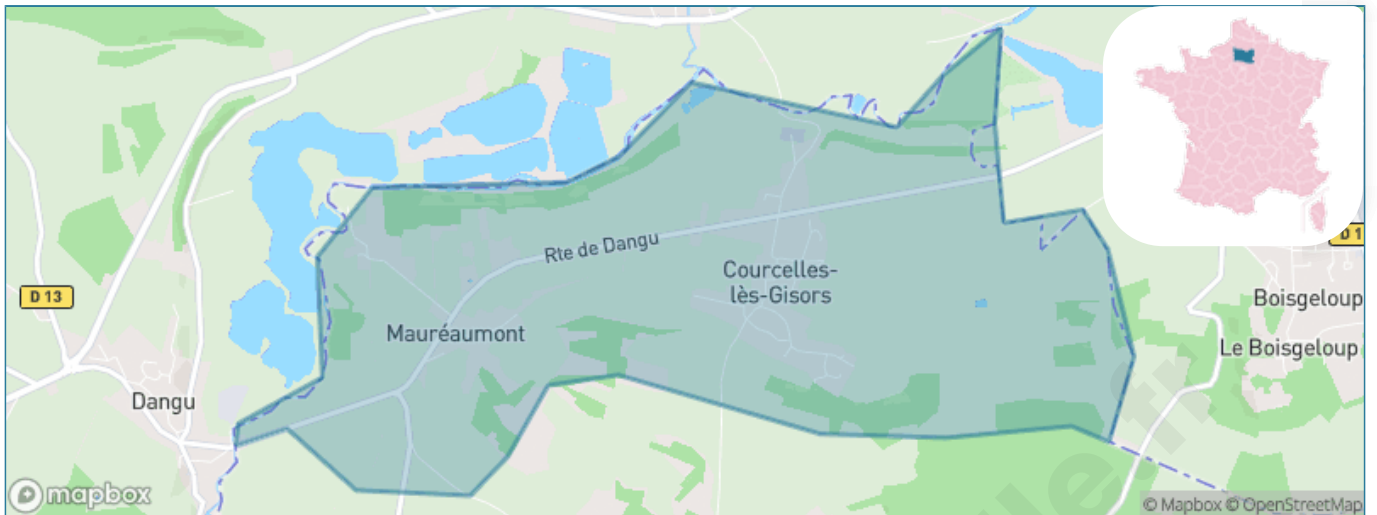 Rte de Dangu
D 1
Courcelles-
lès-Gisors
D 13
Boisgeloup
Mauréaumont
Le Boisgeloup
Dangu
mapbox
© Mapbox © OpenStreetMap